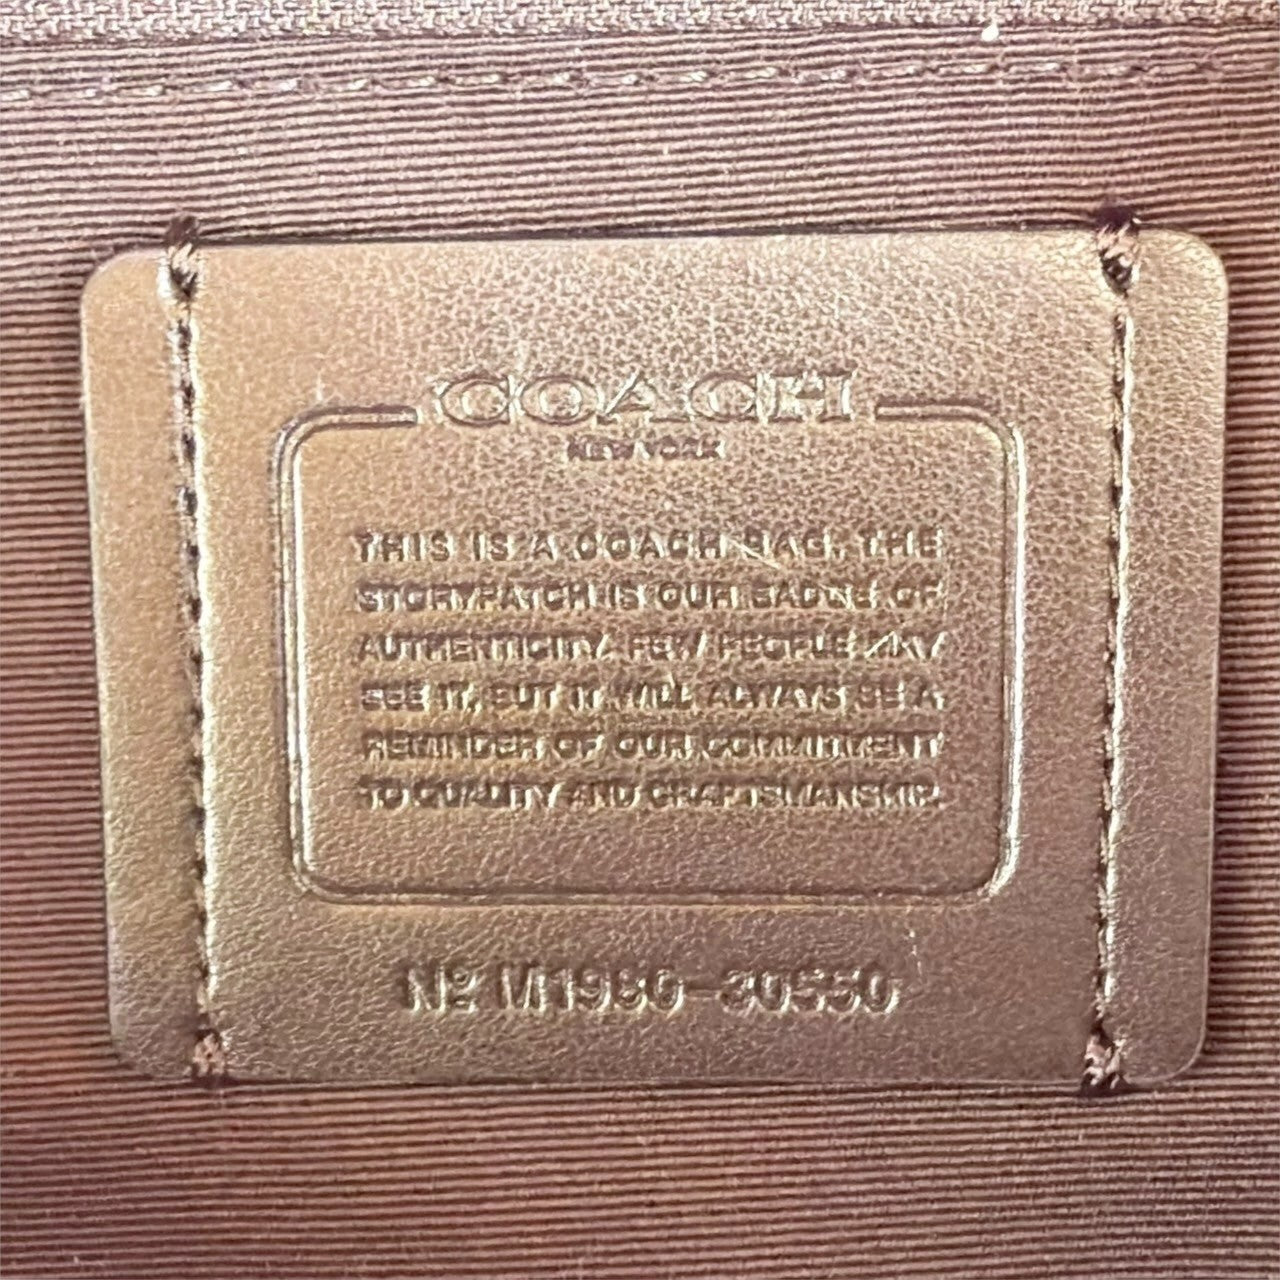 COACH
NEW YORK
THIS IS A COACH BAG. THE
STORYPATCH IS OUR BADGE OF
AUTHENTICITY. FEW PEOPLE MAY
SEE IT, BUT IT WILL ALWAYS BE A
REMINDER OF OUR COMMITMENT
TO QUALITY AND CRAFTSMANSHIP.
Nº M1980-30550